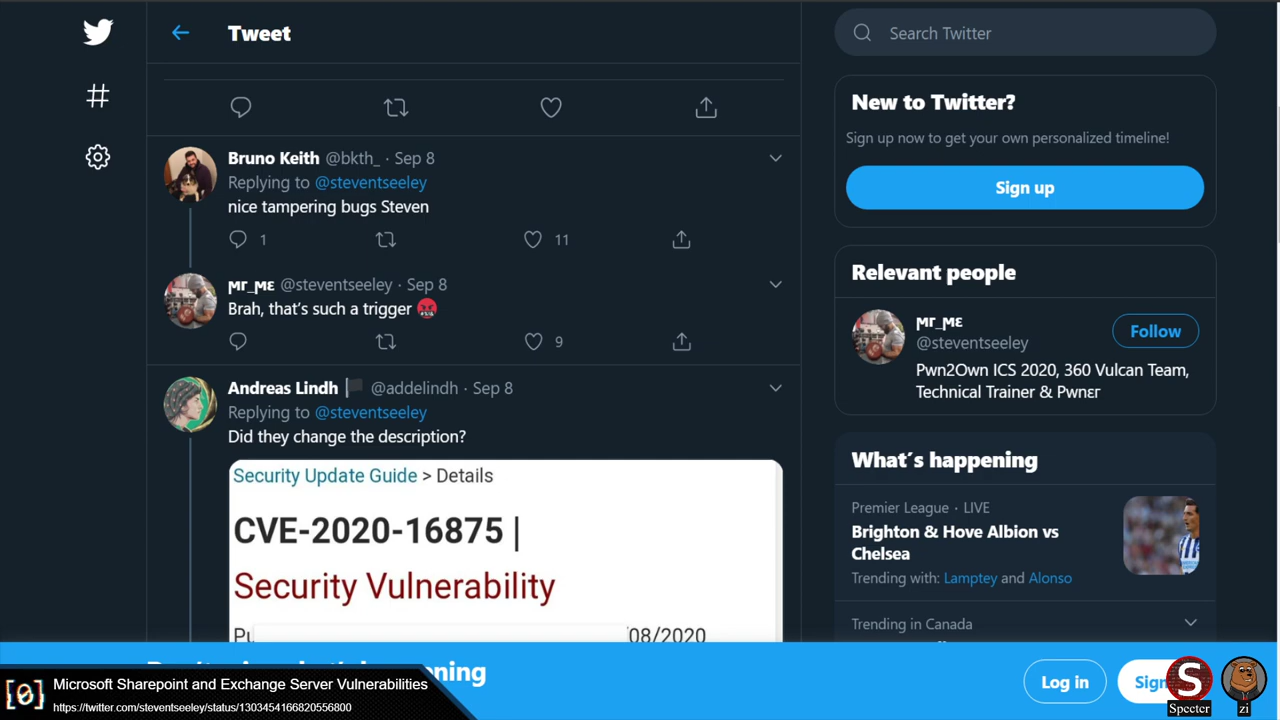 Tweet
Bruno Keith @bkth_ · Sep 8
Replying to @steventseeley
nice tampering bugs Steven
1
11
мr_мε @steventseeley · Sep 8
Brah, that's such a trigger
9
Andreas Lindh @addelindh · Sep 8
Replying to @steventseeley
Did they change the description?
Security Update Guide > Details
CVE-2020-16875 |
Security Vulnerability
08/2020
Search Twitter
New to Twitter?
Sign up now to get your own personalized timeline!
Sign up
Relevant people
мr_мε
@steventseeley
Follow
Pwn2Own ICS 2020, 360 Vulcan Team,
Technical Trainer & Pwnεr
What's happening
Premier League · LIVE
Brighton & Hove Albion vs
Chelsea
Trending with: Lamptey and Alonso
Trending in Canada
Log in
Microsoft Sharepoint and Exchange Server Vulnerabilities
https://twitter.com/steventseeley/status/1303454166820556800
S
Specter
zi